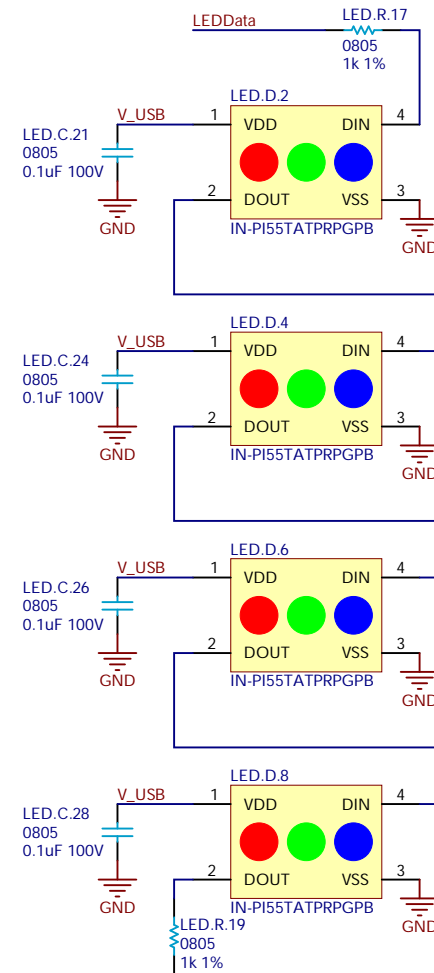 LEDData
LED.R.17
0805
1k 1%
LED.D.2
V_USB
1
VDD
DIN
4
LED.C.21
0805
0.1uF 100V
2
DOUT
VSS
3
GND
IN-PI55TATPRPGPB
GND
LED.D.4
V_USB
1
VDD
DIN
4
LED.C.24
0805
0.1uF 100V
2
DOUT
VSS
3
GND
IN-PI55TATPRPGPB
GND
LED.D.6
V_USB
1
VDD
DIN
4
LED.C.26
0805
0.1uF 100V
2
DOUT
VSS
3
GND
IN-PI55TATPRPGPB
GND
LED.D.8
V_USB
1
VDD
DIN
4
LED.C.28
0805
0.1uF 100V
2
DOUT
VSS
3
GND
IN-PI55TATPRPGPB
GND
LED.R.19
0805
1k 1%